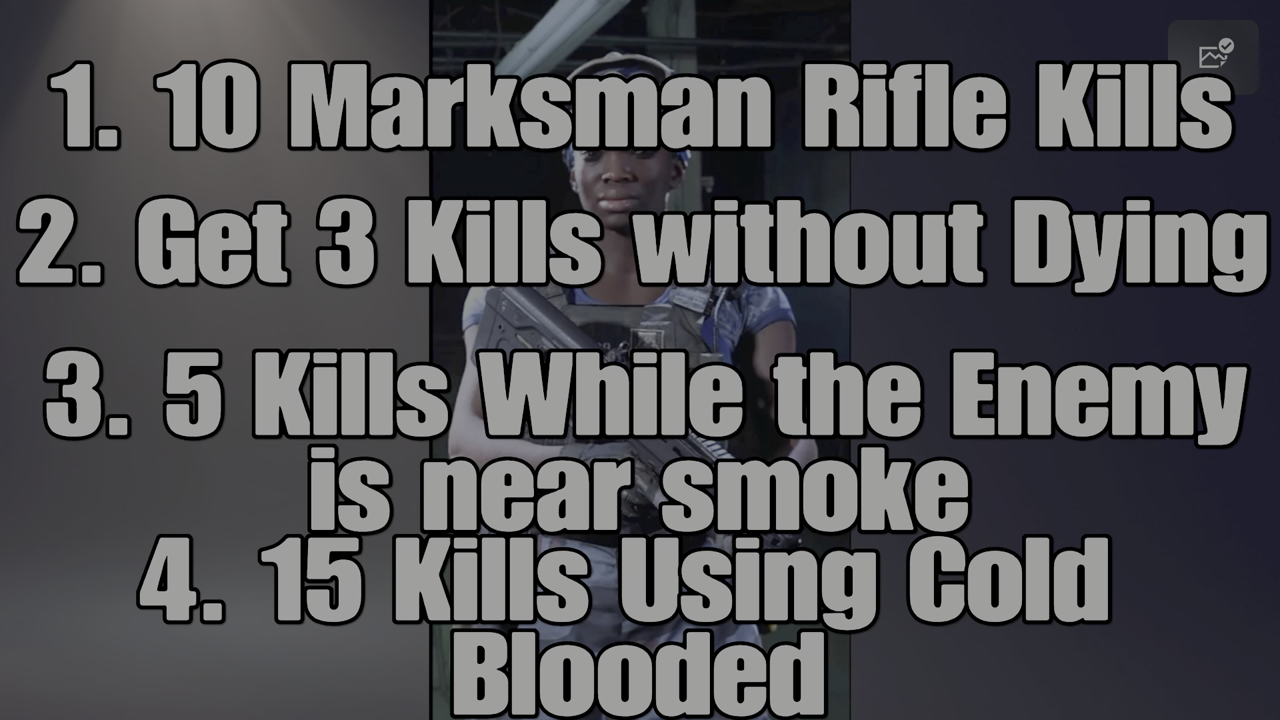 1. 10 Marksman Rifle Kills
2. Get 3 Kills without Dying
3. 5 Kills While the Enemy
is near smoke
4. 15 Kills Using Cold
Blooded